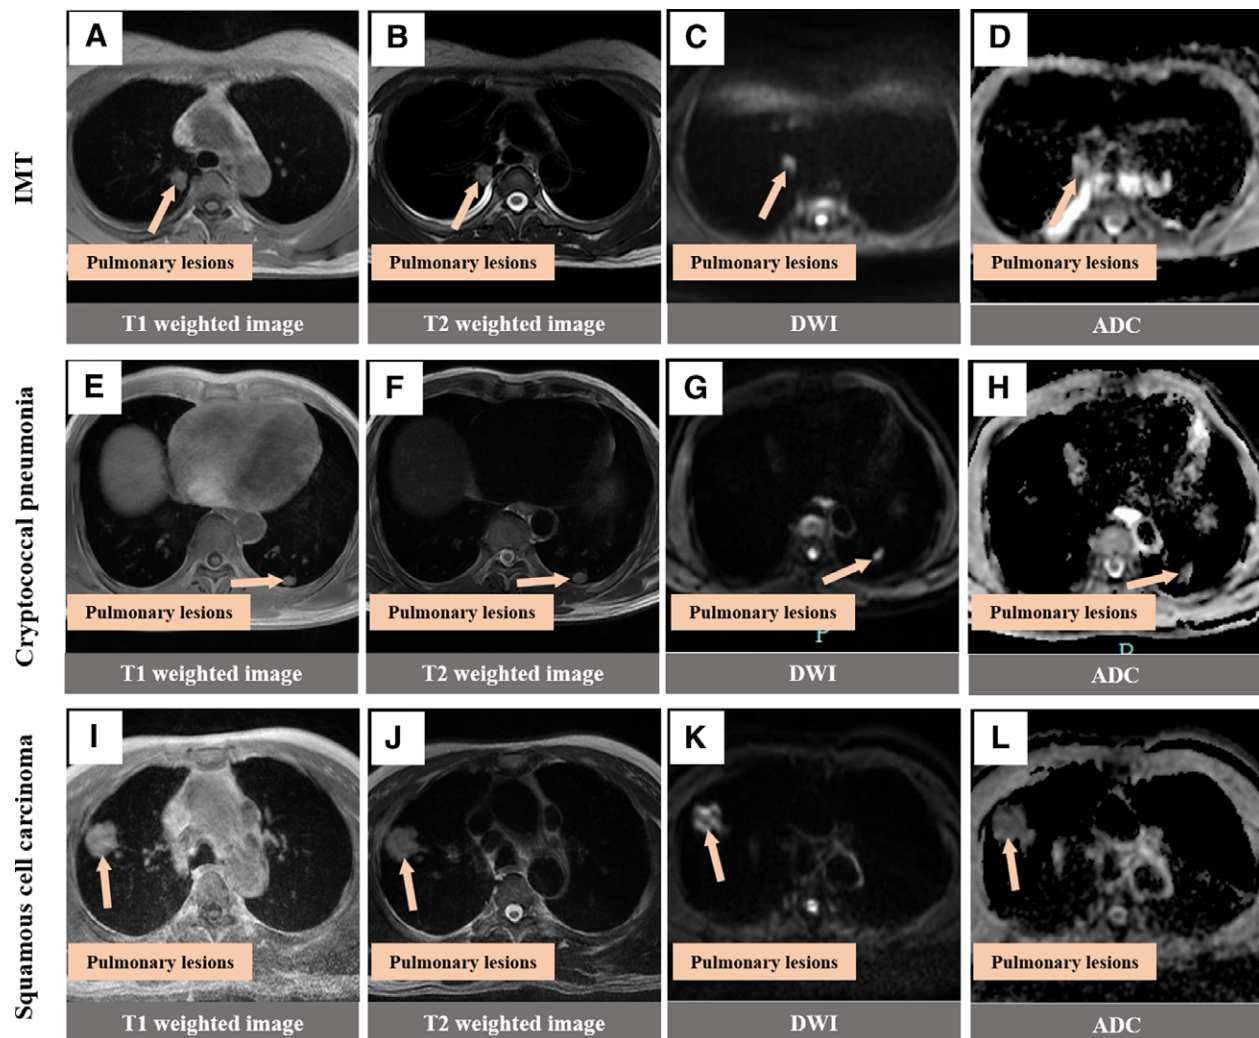 IMT
A
B
C
D
Pulmonary lesions
Pulmonary lesions
Pulmonary lesions
Pulmonary lesions
T1 weighted image
T2 weighted image
DWI
ADC
Cryptococcal pneumonia
E
F
G
H
Pulmonary lesions
Pulmonary lesions
Pulmonary lesions
Pulmonary lesions
P
T1 weighted image
T2 weighted image
DWI
ADC
Squamous cell carcinoma
I
J
K
L
Pulmonary lesions
Pulmonary lesions
Pulmonary lesions
Pulmonary lesions
T1 weighted image
T2 weighted image
DWI
ADC